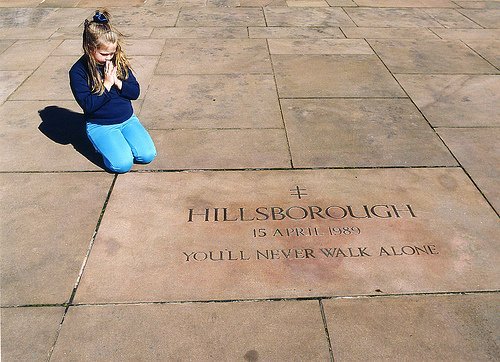 HILLSBOROUGH
15 APRIL 1989
YOU'LL NEVER WALK ALONE